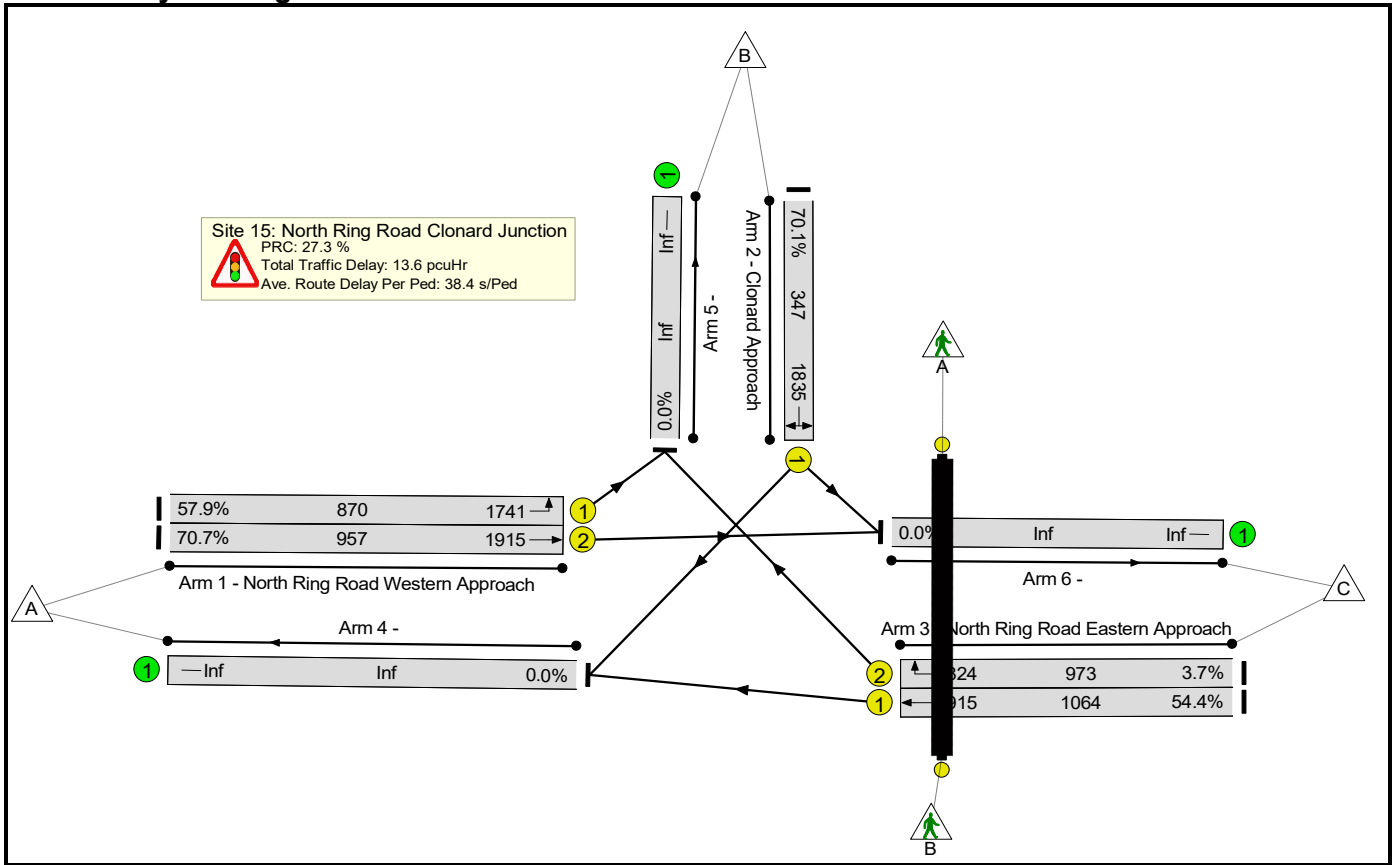 B
Site 15: North Ring Road Clonard Junction
PRC: 27.3 %
Total Traffic Delay: 13.6 pcuHr
Ave. Route Delay Per Ped: 38.4 s/Ped
1
Inf
Inf
0.0%
Arm 5 -
Arm 2 - Clonard Approach
70.1% 347 1835
1
A
57.9% 870 1741 1
70.7% 957 1915 2
Arm 1 - North Ring Road Western Approach
A
0.0% Inf Inf 1
Arm 6 -
C
Arm 4 -
1 Inf Inf 0.0%
Arm 3 North Ring Road Eastern Approach
2 824 973 3.7%
1 915 1064 54.4%
B